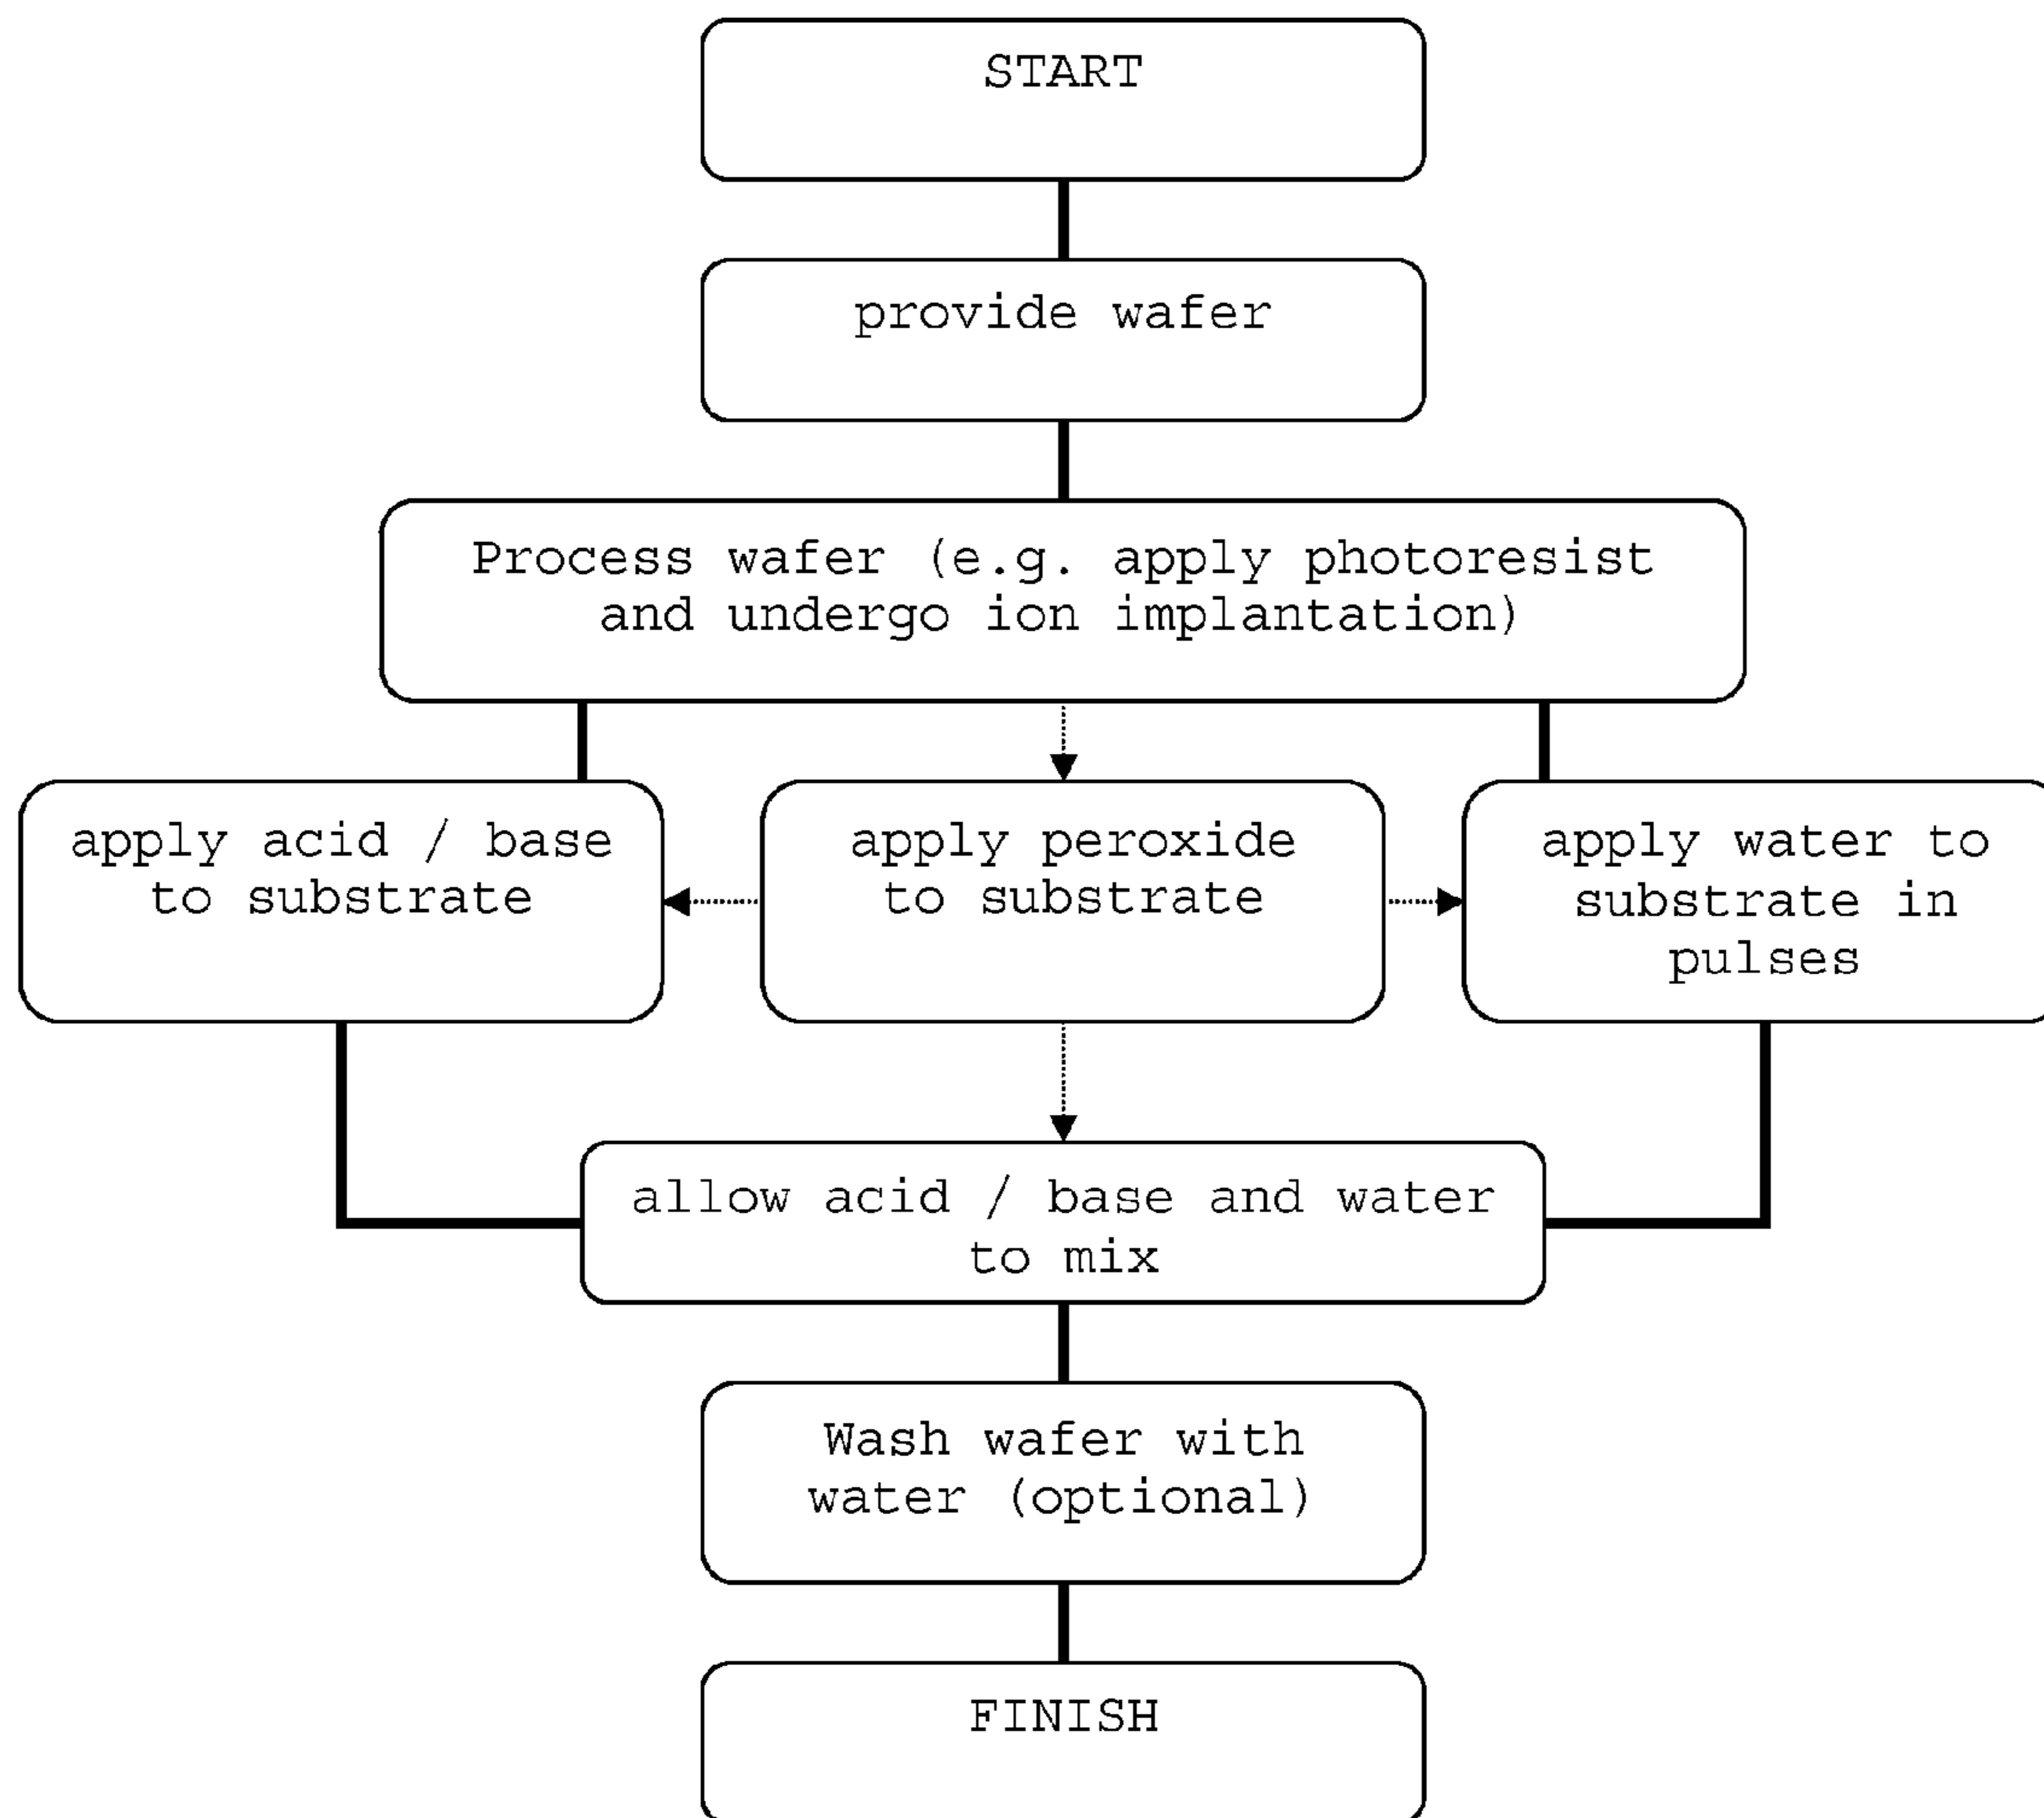 START
provide wafer
Process wafer (e.g. apply photoresist
and undergo ion implantation)
apply acid / base
to substrate
apply peroxide
to substrate
apply water to
substrate in
pulses
allow acid / base and water
to mix
Wash wafer with
water (optional)
FINISH